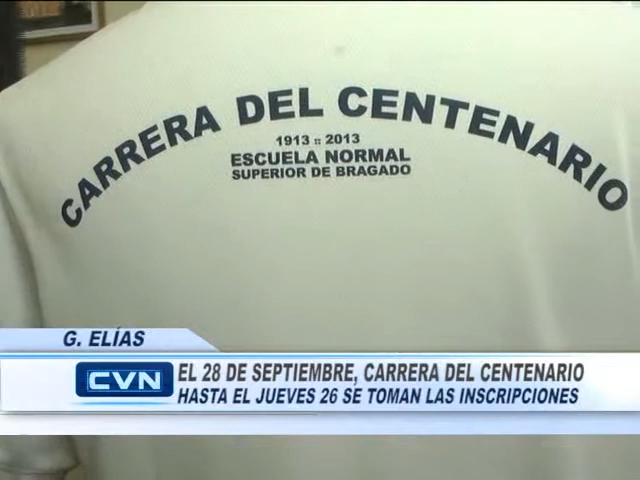 CARRERA DEL CENTENARIO
1913 :: 2013
ESCUELA NORMAL
SUPERIOR DE BRAGADO
G. ELÍAS
CVN
EL 28 DE SEPTIEMBRE, CARRERA DEL CENTENARIO
HASTA EL JUEVES 26 SE TOMAN LAS INSCRIPCIONES